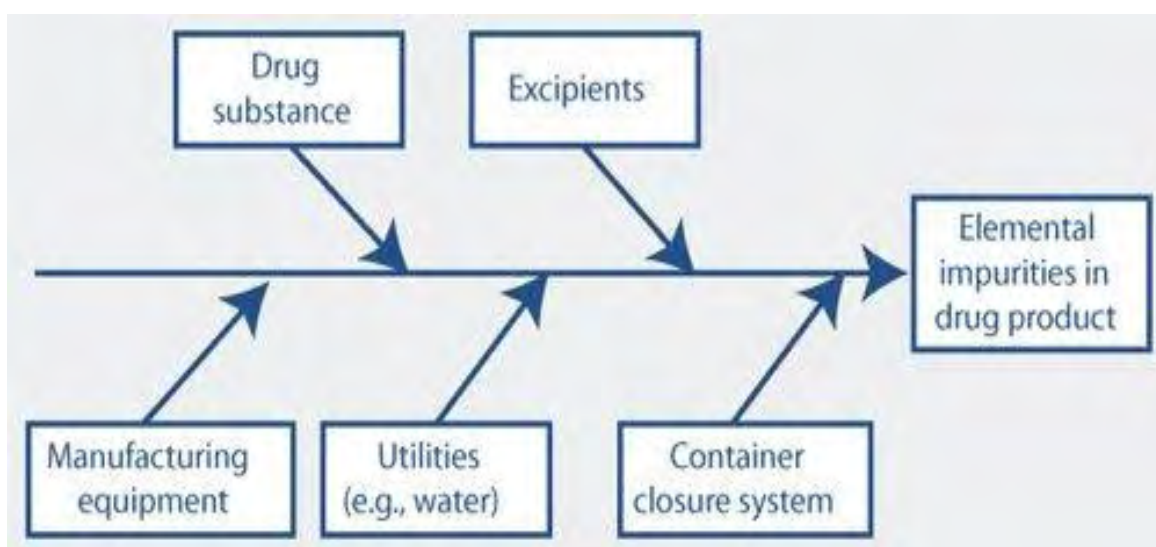 Drug
substance
Excipients
Elemental
impurities in
drug product
Manufacturing
equipment
Utilities
(e.g., water)
Container
closure system